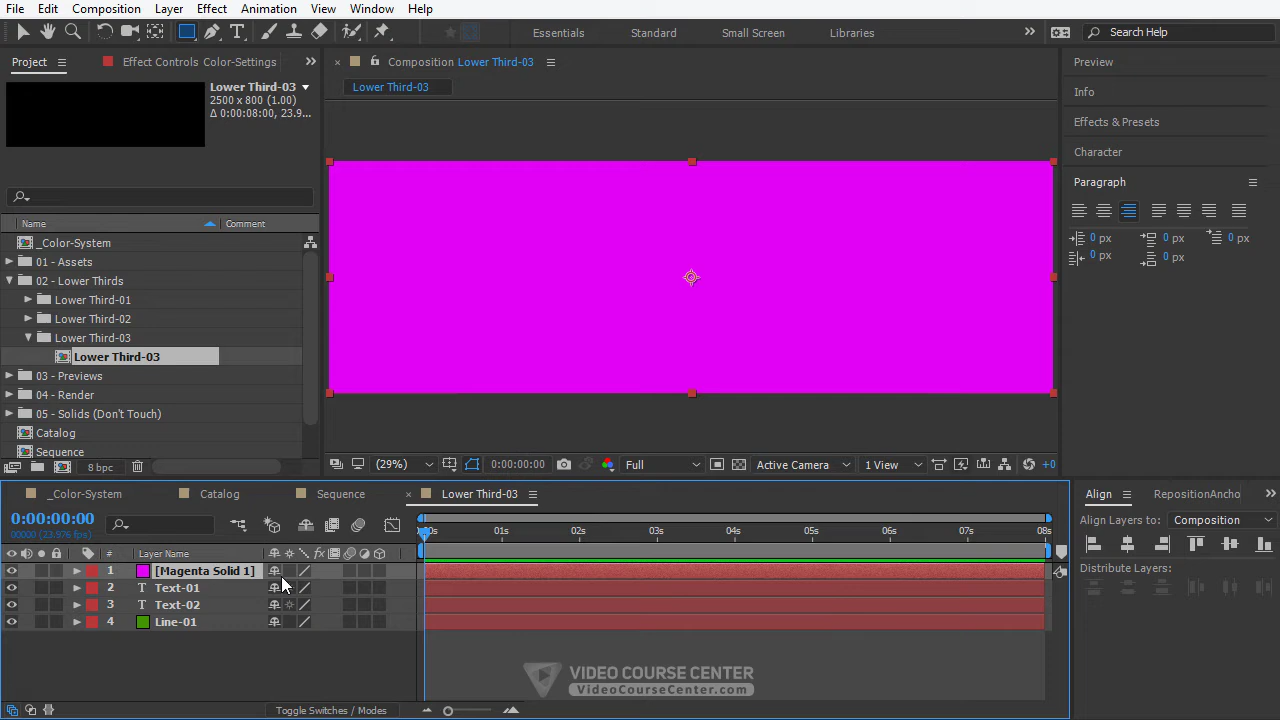 File Edit Composition Layer Effect Animation View Window Help
Essentials Standard Small Screen Libraries Search Help
Project Effect Controls Color-Settings
Composition Lower Third-03
Lower Third-03
Lower Third-03
2500 x 800 (1.00)
Δ 0:00:08:00, 23.9...
Name Comment
_Color-System
01 - Assets
02 - Lower Thirds
Lower Third-01
Lower Third-02
Lower Third-03
Lower Third-03
03 - Previews
04 - Render
05 - Solids (Don't Touch)
Catalog
Sequence
8 bpc
(29%) 0:00:00:00 Full Active Camera 1 View +0
Preview
Info
Effects & Presets
Character
Paragraph
0 px 0 px 0 px
0 px 0 px
_Color-System Catalog Sequence Lower Third-03
0:00:00:00
00000 (23.976 fps)
:00s 01s 02s 03s 04s 05s 06s 07s 08s
# Layer Name
1 [Magenta Solid 1]
2 T Text-01
3 T Text-02
4 Line-01
Toggle Switches / Modes
VIDEO COURSE CENTER
VideoCourseCenter.com
Align RepositionAncho
Align Layers to: Composition
Distribute Layers: